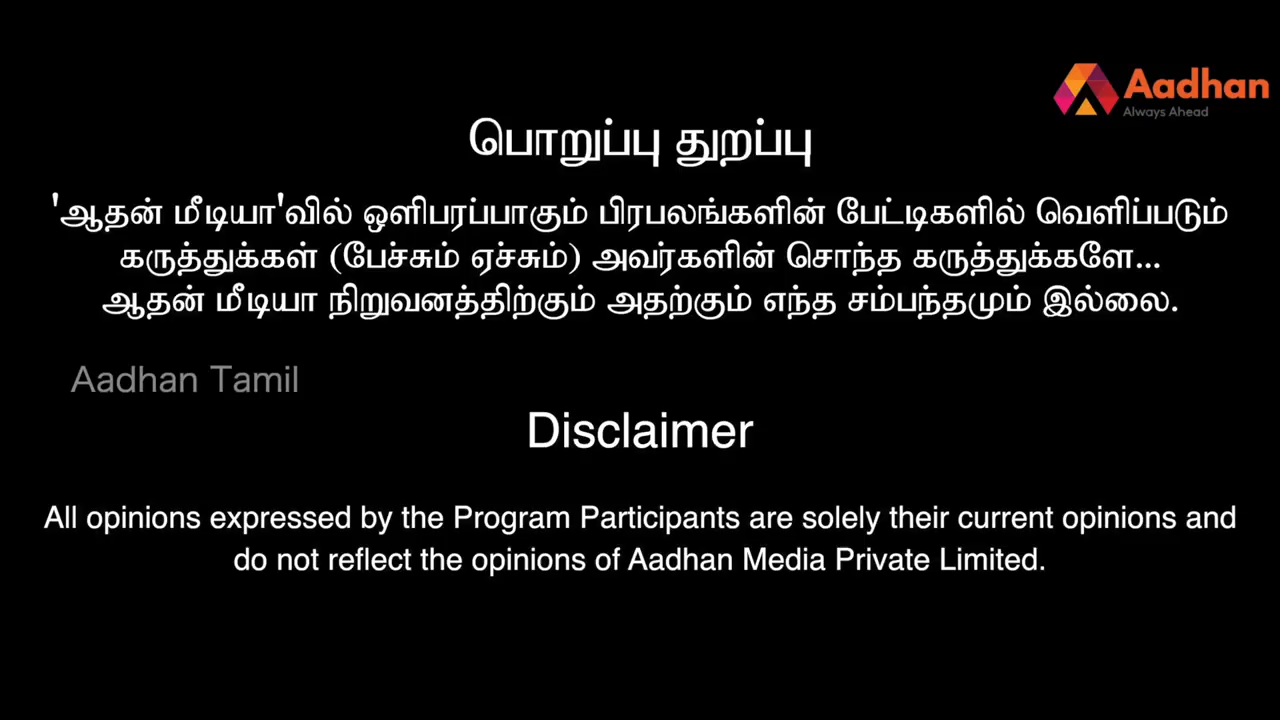 Aadhan
Always Ahead
பொறுப்பு துறப்பு
'ஆதன் மீடியா'வில் ஒளிபரப்பாகும் பிரபலங்களின் பேட்டிகளில் வெளிப்படும்
கருத்துக்கள் (பேச்சும் ஏச்சும்) அவர்களின் சொந்த கருத்துக்களே...
ஆதன் மீடியா நிறுவனத்திற்கும் அதற்கும் எந்த சம்பந்தமும் இல்லை.
Aadhan Tamil
Disclaimer
All opinions expressed by the Program Participants are solely their current opinions and
do not reflect the opinions of Aadhan Media Private Limited.